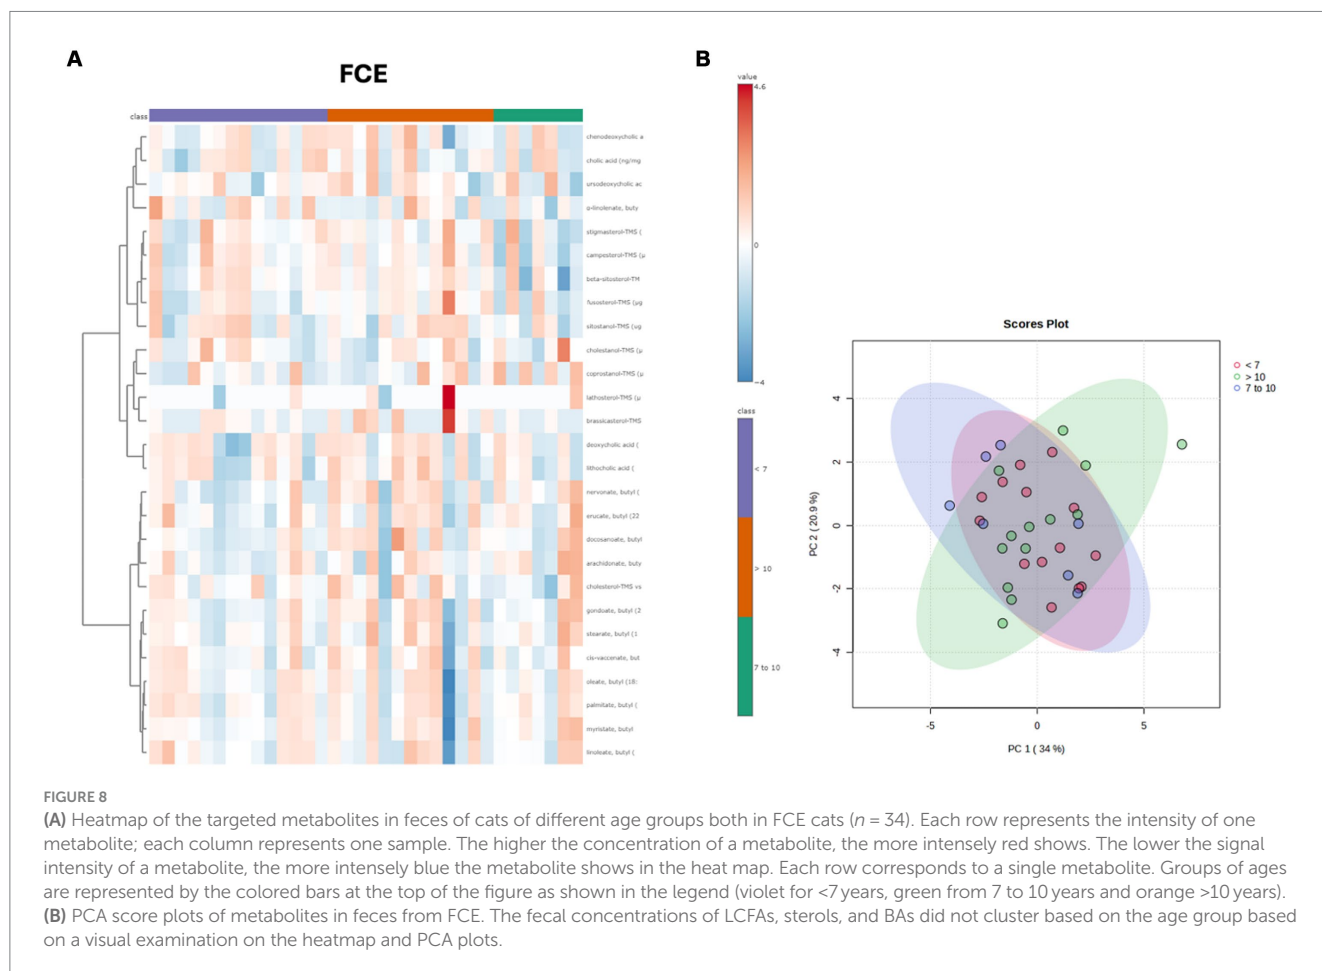 A
FCE
class
chenodeoxycholic a
cholic acid (ng/mg
ursodeoxycholic ac
α-linolenate, buty
stigmasterol-TMS (
campesterol-TMS (μ
beta-sitosterol-TM
fusosterol-TMS (μg
sitostanol-TMS (ug
cholestanol-TMS (μ
coprostanol-TMS (μ
lathosterol-TMS (μ
brassicasterol-TMS
deoxycholic acid (
lithocholic acid (
nervonate, butyl (
erucate, butyl (22
docosanoate, butyl
arachidonate, buty
cholesterol-TMS vs
gondoate, butyl (2
stearate, butyl (1
cis-vacconate, but
oleate, butyl (18:
palmitate, butyl (
myristate, butyl
linoleate, butyl (
B
value
4.6
0
−4
class
< 7
> 10
7 to 10
Scores Plot
< 7
> 10
7 to 10
PC 2 ( 20.9 %)
4
2
0
-2
-4
-5
0
5
PC 1 ( 34 %)
FIGURE 8
(A) Heatmap of the targeted metabolites in feces of cats of different age groups both in FCE cats (n = 34). Each row represents the intensity of one
metabolite; each column represents one sample. The higher the concentration of a metabolite, the more intensely red shows. The lower the signal
intensity of a metabolite, the more intensely blue the metabolite shows in the heat map. Each row corresponds to a single metabolite. Groups of ages
are represented by the colored bars at the top of the figure as shown in the legend (violet for <7 years, green from 7 to 10 years and orange >10 years).
(B) PCA score plots of metabolites in feces from FCE. The fecal concentrations of LCFAs, sterols, and BAs did not cluster based on the age group based
on a visual examination on the heatmap and PCA plots.